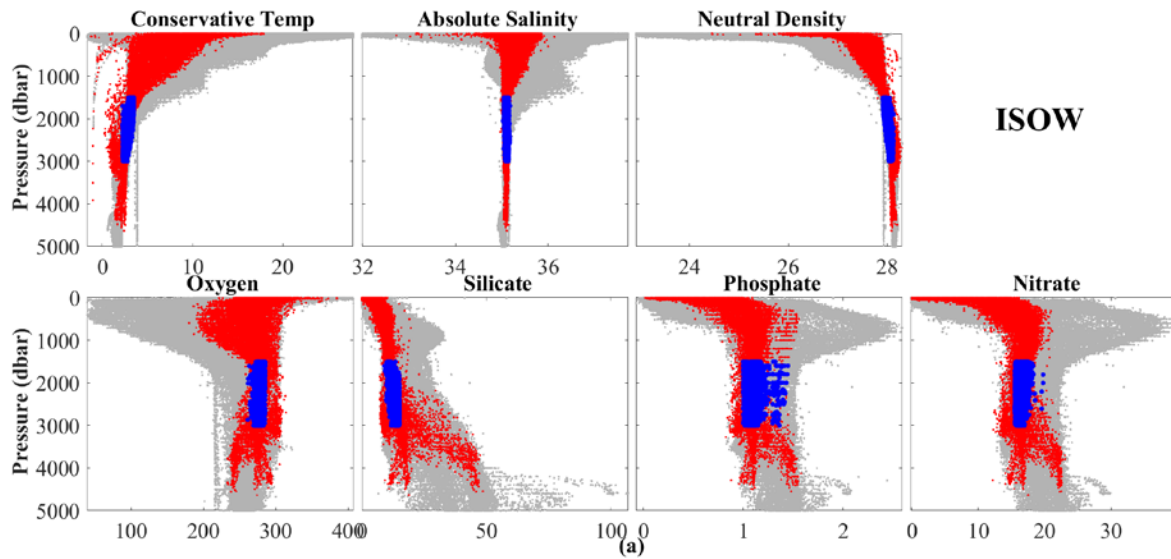 Conservative Temp Absolute Salinity Neutral Density
0
1000
2000
3000
4000
5000
Pressure (dbar)
0 10 20 32 34 36 24 26 28
ISOW
Oxygen Silicate Phosphate Nitrate
0
1000
2000
3000
4000
5000
Pressure (dbar)
100 200 300 400 0 50 100 0 1 2 0 10 20 30
(a)